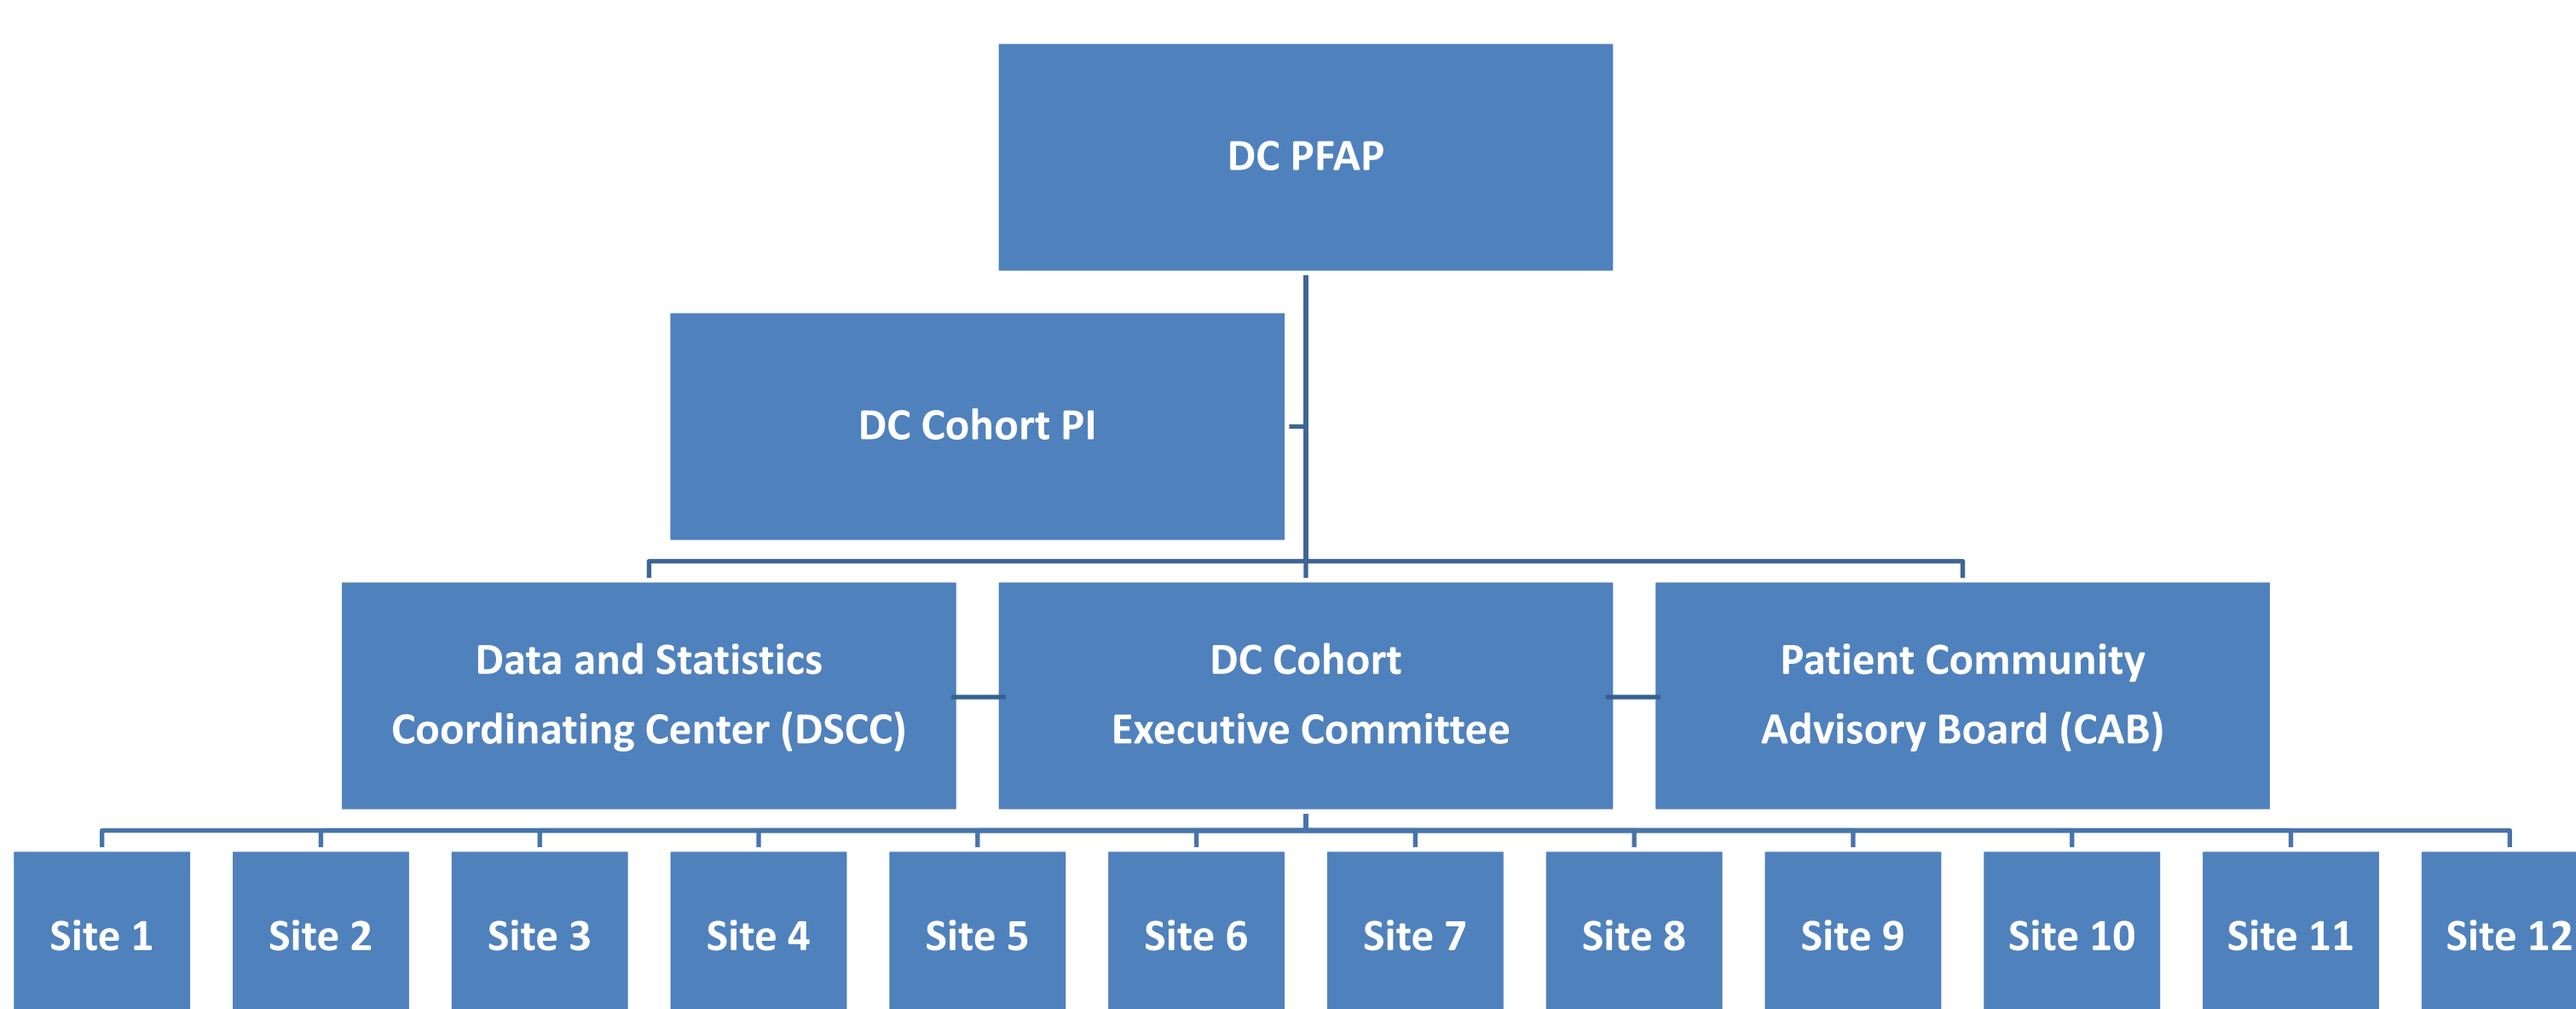 DC PFAP
DC Cohort PI
Data and Statistics
Coordinating Center (DSCC)
DC Cohort
Executive Committee
Patient Community
Advisory Board (CAB)
Site 1
Site 2
Site 3
Site 4
Site 5
Site 6
Site 7
Site 8
Site 9
Site 10
Site 11
Site 12